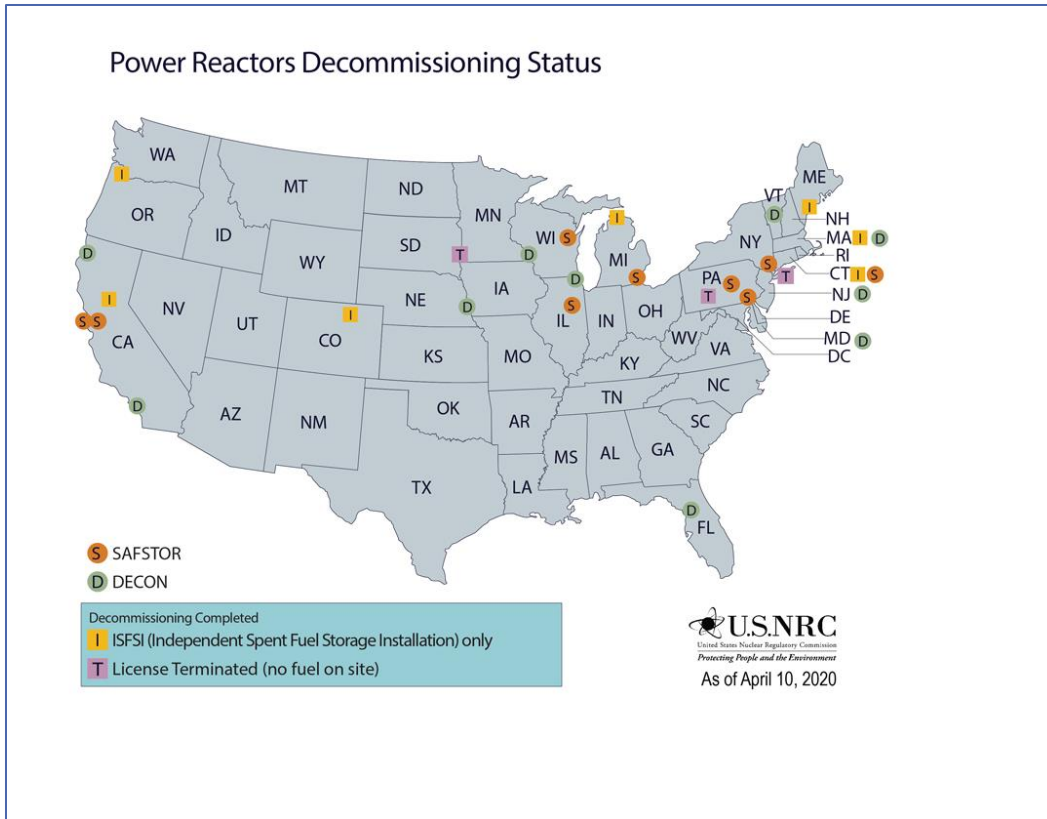 Power Reactors Decommissioning Status
WA
I
MT
ND
ME
VT
OR
MN
I
D
NH
ID
I
WI S
MA I D
D
SD
T
D
NY
RI
WY
MI
S
S
CT I S
D
S
PA
T
T
NJ D
I
NE
D
IA
S
S
NV
I
IL
IN
OH
DE
S S
UT
CO
MD D
CA
WV
VA
DC
KS
MO
KY
NC
D
TN
AZ
NM
OK
AR
SC
MS
AL
GA
TX
LA
D
FL
S SAFSTOR
D DECON
Decommissioning Completed
I ISFSI (Independent Spent Fuel Storage Installation) only
T License Terminated (no fuel on site)
U.S.NRC
United States Nuclear Regulatory Commission
Protecting People and the Environment
As of April 10, 2020